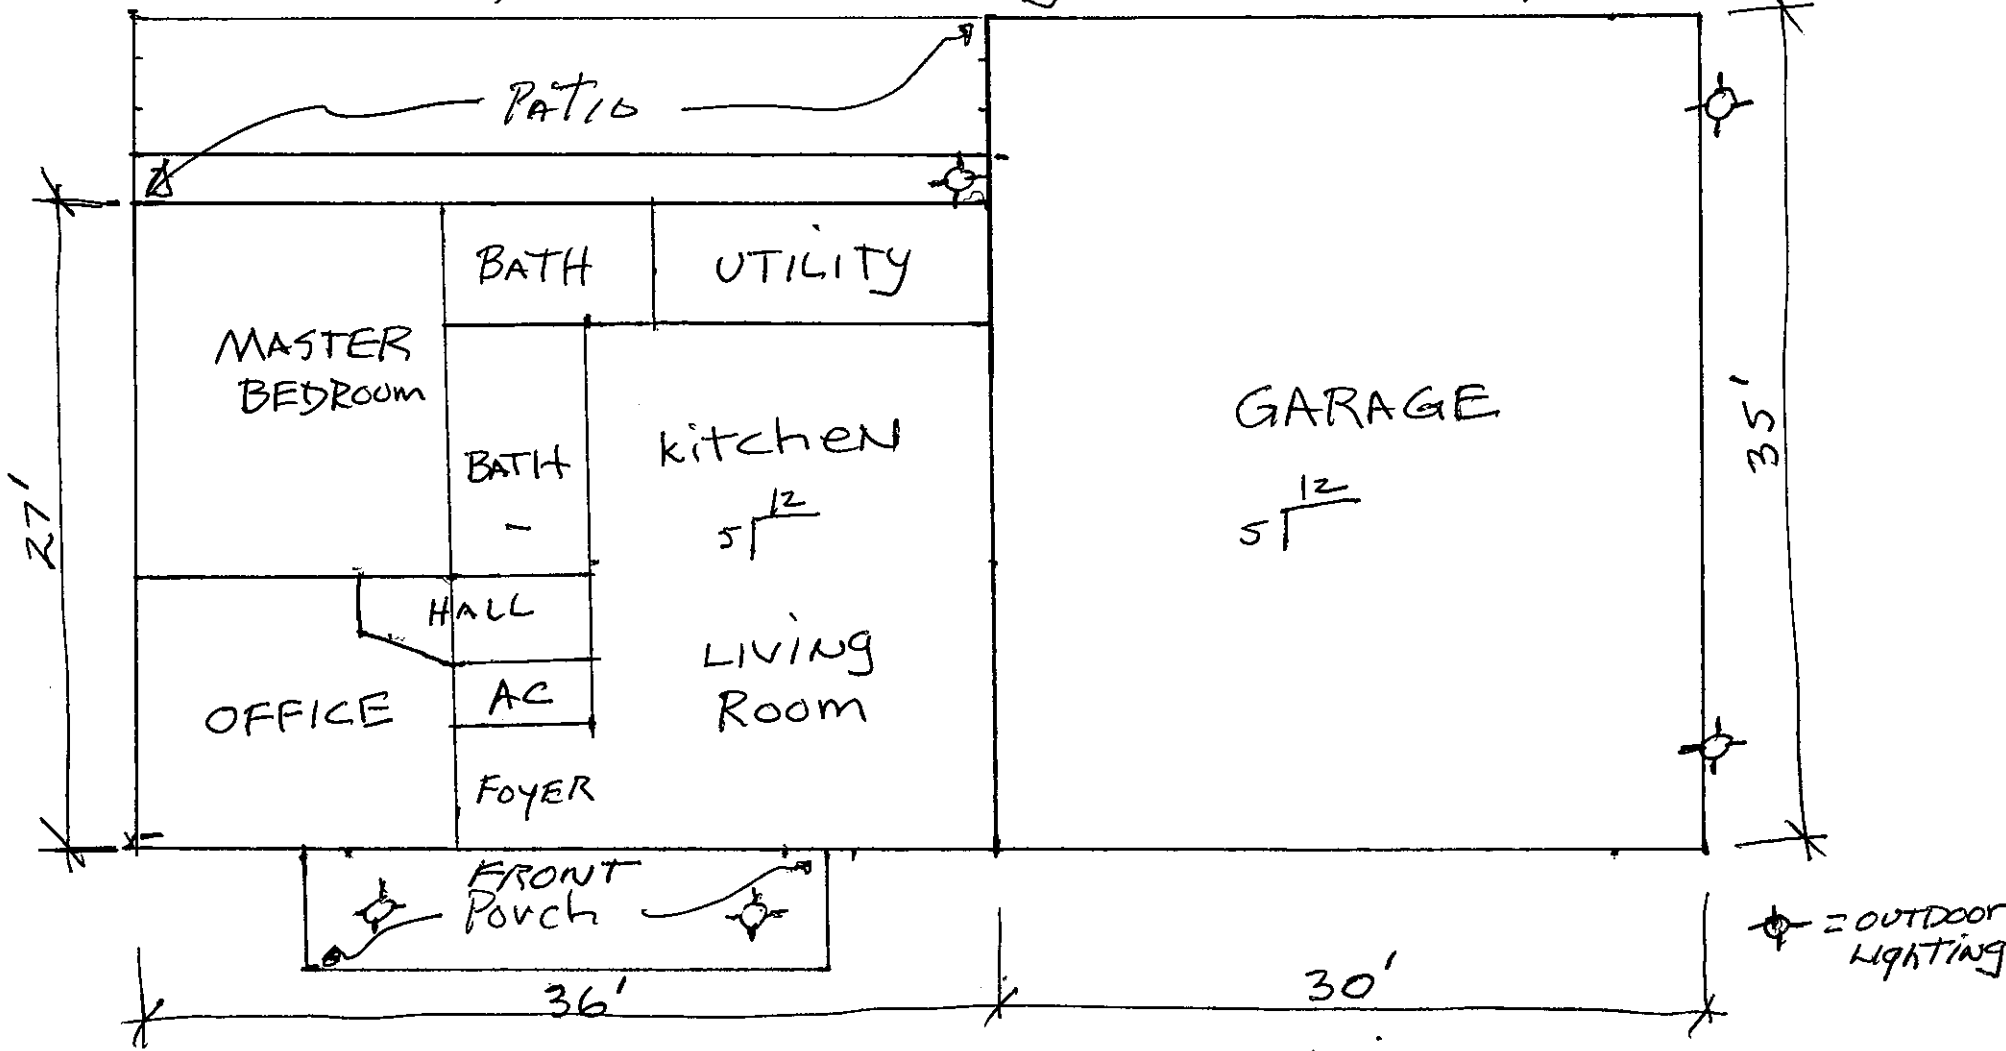 PATIO
BATH
UTILITY
MASTER
BEDROOM
kitchen
BATH
12
5
GARAGE
12
5
35'
27'
HALL
LIVING
ROOM
AC
OFFICE
FOYER
FRONT
Porch
= OUTDOOR
LIGHTING
36'
30'